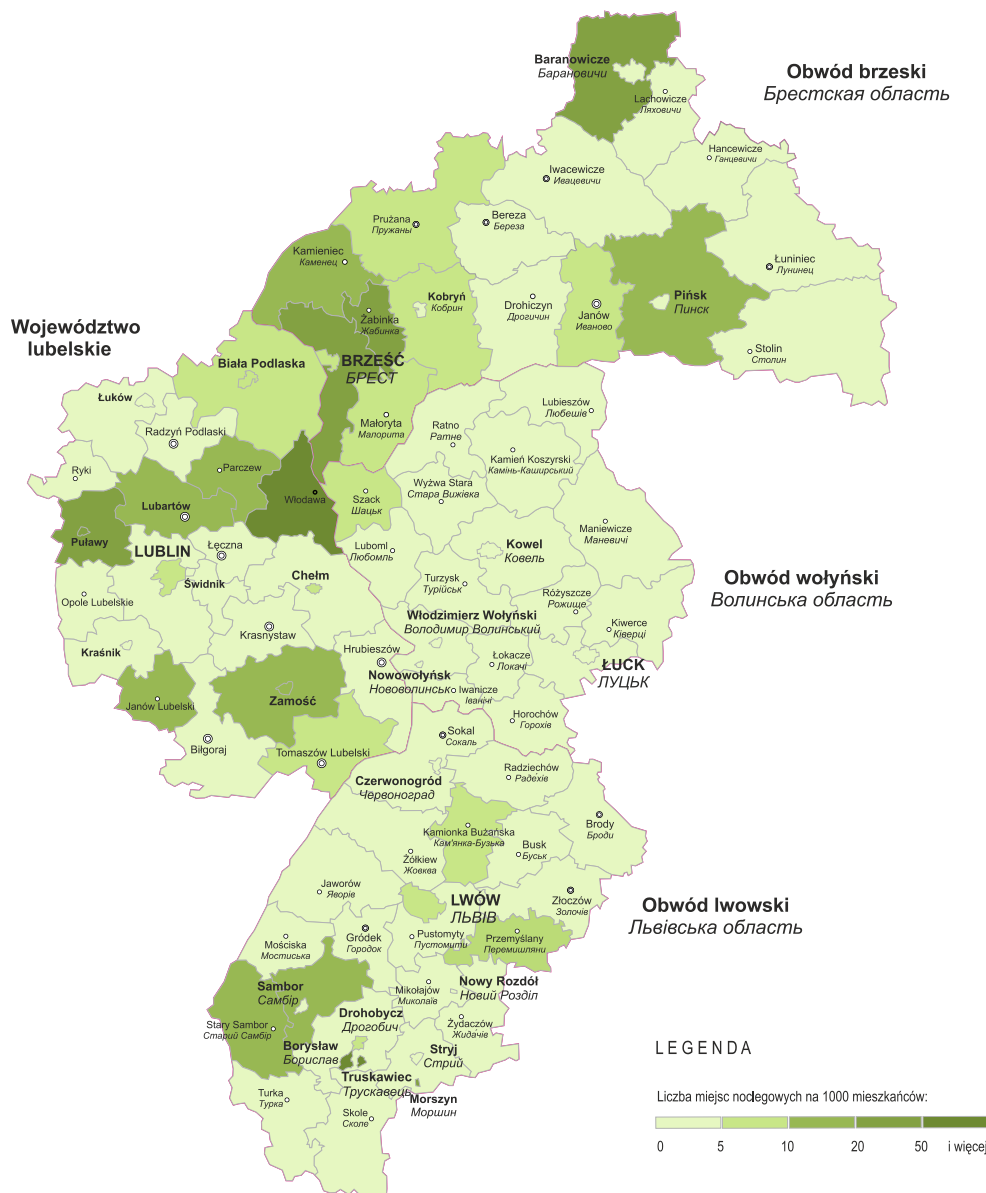 Baranowicze
Барановичи
Obwód brzeski
Брестская область
Lachowicze
Ляховичи
Hancewicze
Ганцевичи
Iwacewicze
Ивацевичи
Prużana
Пружаны
Bereza
Береза
Kamieniec
Каменец
Łuniniec
Лунинец
Kobryń
Кобрин
Drohiczyn
Дрогичин
Janów
Иваново
Pińsk
Пинск
Żabinka
Жабинка
Stolin
Столин
Województwo
lubelskie
BRZEŚĆ
БРЕСТ
Biała Podlaska
Łuków
Małoryta
Малорита
Lubieszów
Любешів
Radzyń Podlaski
Ratno
Ратне
Kamień Koszyrski
Камінь-Каширський
Ryki
Parczew
Włodawa
Szack
Шацьк
Wyżwa Stara
Стара Вижівка
Lubartów
Maniewicze
Маневичі
Puławy
LUBLIN
Łęczna
Luboml
Любомль
Kowel
Ковель
Świdnik
Chełm
Turzysk
Турійськ
Obwód wołyński
Волинська область
Opole Lubelskie
Różyszcze
Рожище
Włodzimierz Wołyński
Володимир Волинський
Kiwerce
Ківерці
Krasnystaw
Kraśnik
Hrubieszów
Łokacze
Локачі
ŁUCK
ЛУЦЬК
Nowowołyńsk
Нововолинськ
Iwanicze
Іванічі
Janów Lubelski
Zamość
Horochów
Горохів
Biłgoraj
Tomaszów Lubelski
Sokal
Сокаль
Radziechów
Радехів
Czerwonogród
Червоноград
Brody
Броди
Kamionka Bużańska
Кам'янка-Бузька
Busk
Буськ
Żółkiew
Жовква
Jaworów
Яворів
LWÓW
ЛЬВІВ
Złoczów
Золочів
Obwód lwowski
Львівська область
Gródek
Городок
Pustomyty
Пустомити
Przemyślany
Перемишляни
Mościska
Мостиська
Sambor
Самбір
Mikołajów
Миколаїв
Nowy Rozdół
Новий Розділ
Drohobycz
Дрогобич
Stary Sambor
Старий Самбір
Żydaczów
Жидачів
Borysław
Борислав
Stryj
Стрий
Truskawiec
Трускавець
Morszyn
Моршин
Turka
Турка
Skole
Сколе
LEGENDA
Liczba miejsc noclegowych na 1000 mieszkańców:
0 5 10 20 50 i więcej